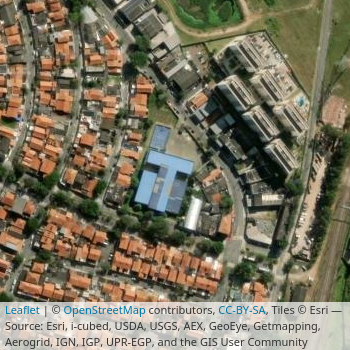 Leaflet | © OpenStreetMap contributors, CC-BY-SA, Tiles © Esri —
Source: Esri, i-cubed, USDA, USGS, AEX, GeoEye, Getmapping,
Aerogrid, IGN, IGP, UPR-EGP, and the GIS User Community